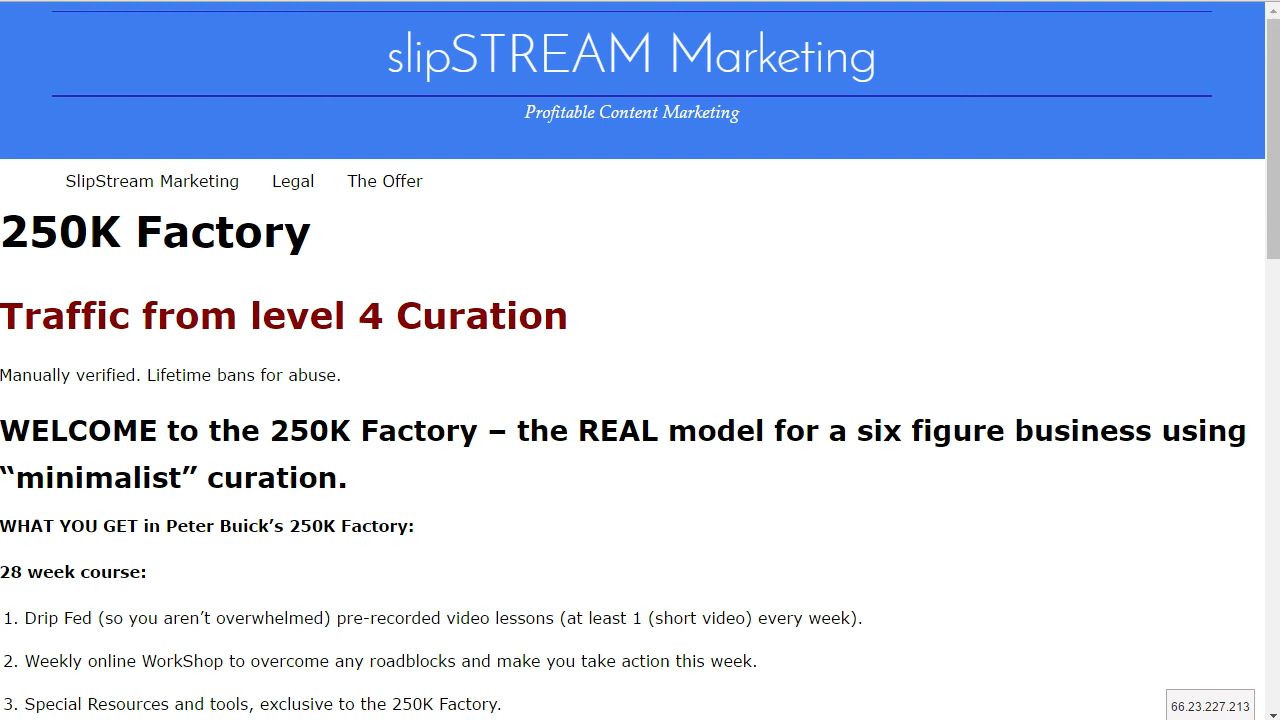 slipSTREAM Marketing
Profitable Content Marketing
SlipStream Marketing Legal The Offer
250K Factory
Traffic from level 4 Curation
Manually verified. Lifetime bans for abuse.
WELCOME to the 250K Factory – the REAL model for a six figure business using
“minimalist” curation.
WHAT YOU GET in Peter Buick’s 250K Factory:
28 week course:
1. Drip Fed (so you aren’t overwhelmed) pre-recorded video lessons (at least 1 (short video) every week).
2. Weekly online WorkShop to overcome any roadblocks and make you take action this week.
3. Special Resources and tools, exclusive to the 250K Factory.
66.23.227.213